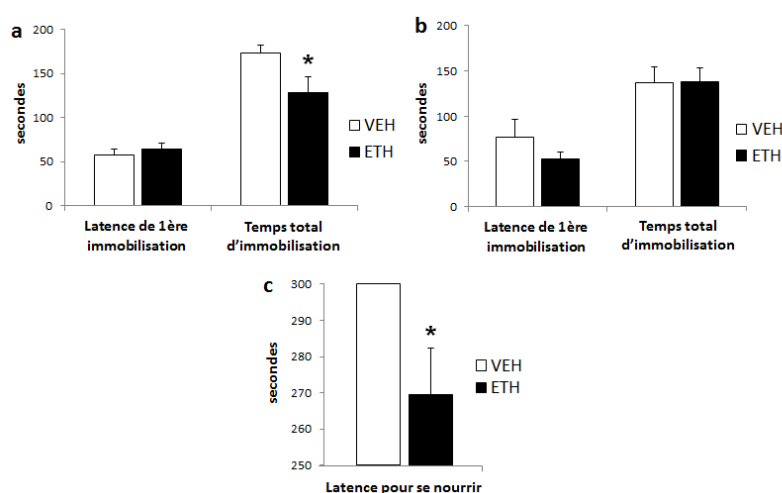 a
200
150
100
50
0
secondes
*
VEH
ETH
Latence de 1ère
immobilisation
Temps total
d’immobilisation
b
200
150
100
50
0
secondes
VEH
ETH
Latence de 1ère
immobilisation
Temps total
d’immobilisation
c
300
290
280
270
260
250
secondes
*
VEH
ETH
Latence pour se nourrir